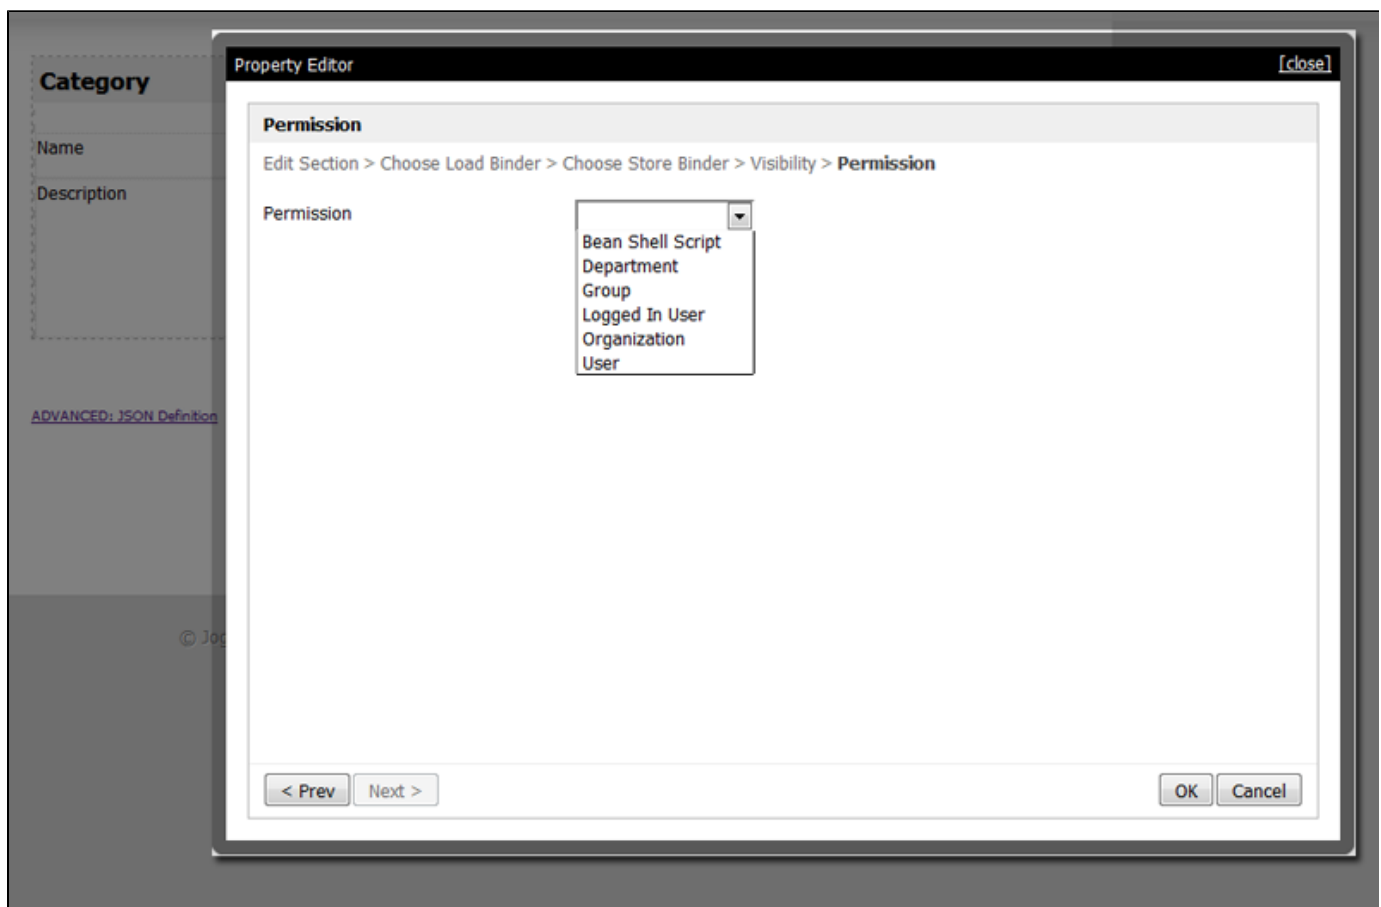 Property Editor
[close]
Category
Permission
Edit Section > Choose Load Binder > Choose Store Binder > Visibility > Permission
Name
Description
Permission
Bean Shell Script
Department
Group
Logged In User
Organization
User
ADVANCED: JSON Definition
©
< Prev
Next >
OK
Cancel